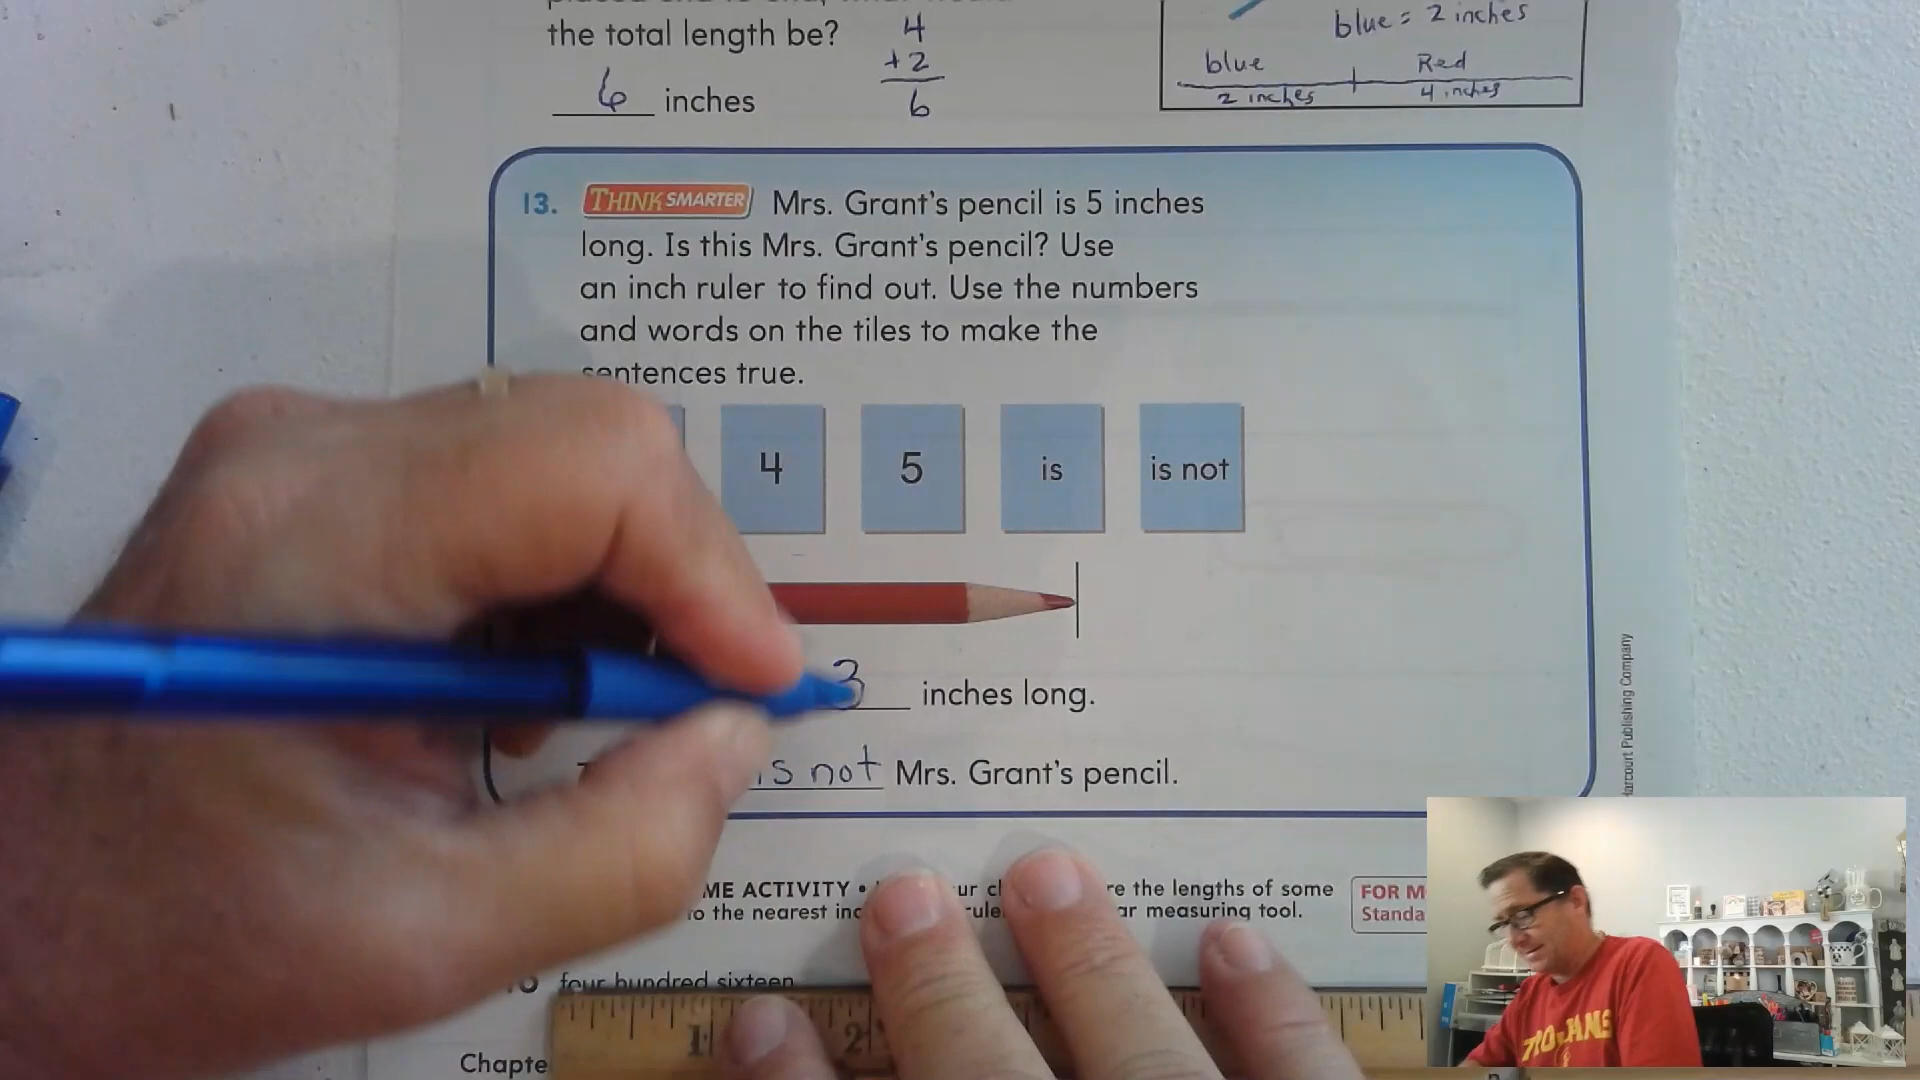 the total length be? 4
+2
6 inches 6
blue = 2 inches
blue Red
2 inches 4 inches
13. THINK SMARTER Mrs. Grant's pencil is 5 inches
long. Is this Mrs. Grant's pencil? Use
an inch ruler to find out. Use the numbers
and words on the tiles to make the
sentences true.
4 5 is is not
3 inches long.
is not Mrs. Grant's pencil.
ME ACTIVITY • the lengths of some
to the nearest measuring tool.
FOR M
Standa
four hundred sixteen
Chapte
1 2
Harcourt Publishing Company
TROJANS